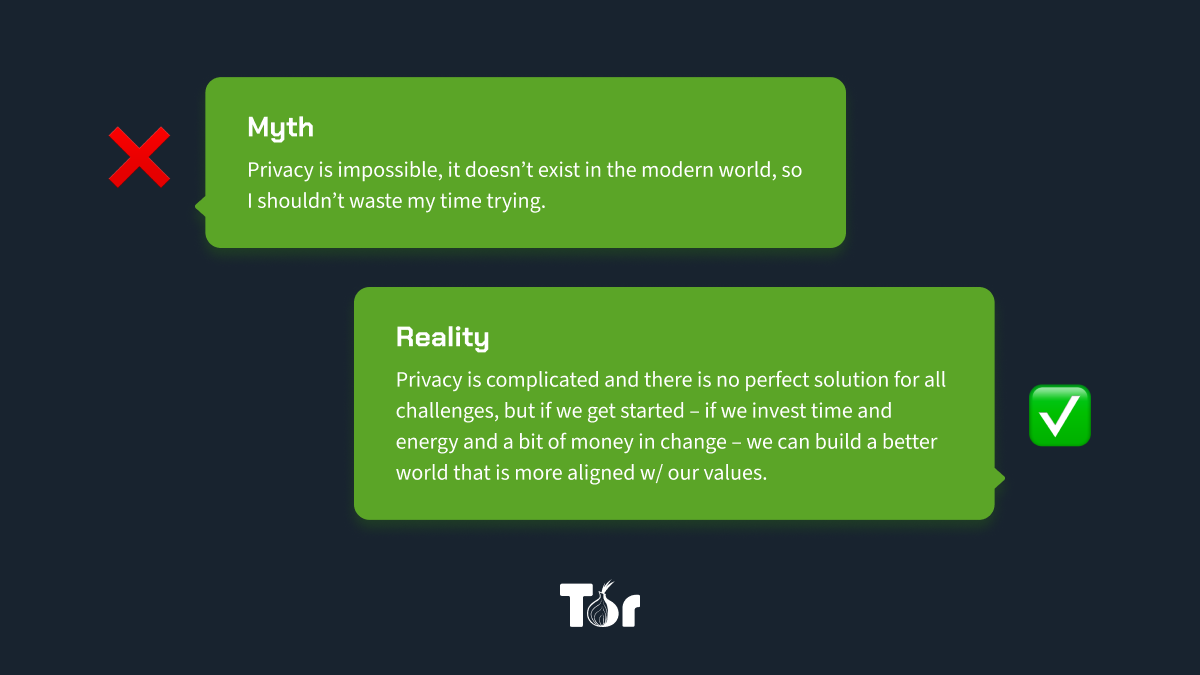 Myth
Privacy is impossible, it doesn’t exist in the modern world, so
I shouldn’t waste my time trying.
Reality
Privacy is complicated and there is no perfect solution for all
challenges, but if we get started – if we invest time and
energy and a bit of money in change – we can build a better
world that is more aligned w/ our values.
Tor